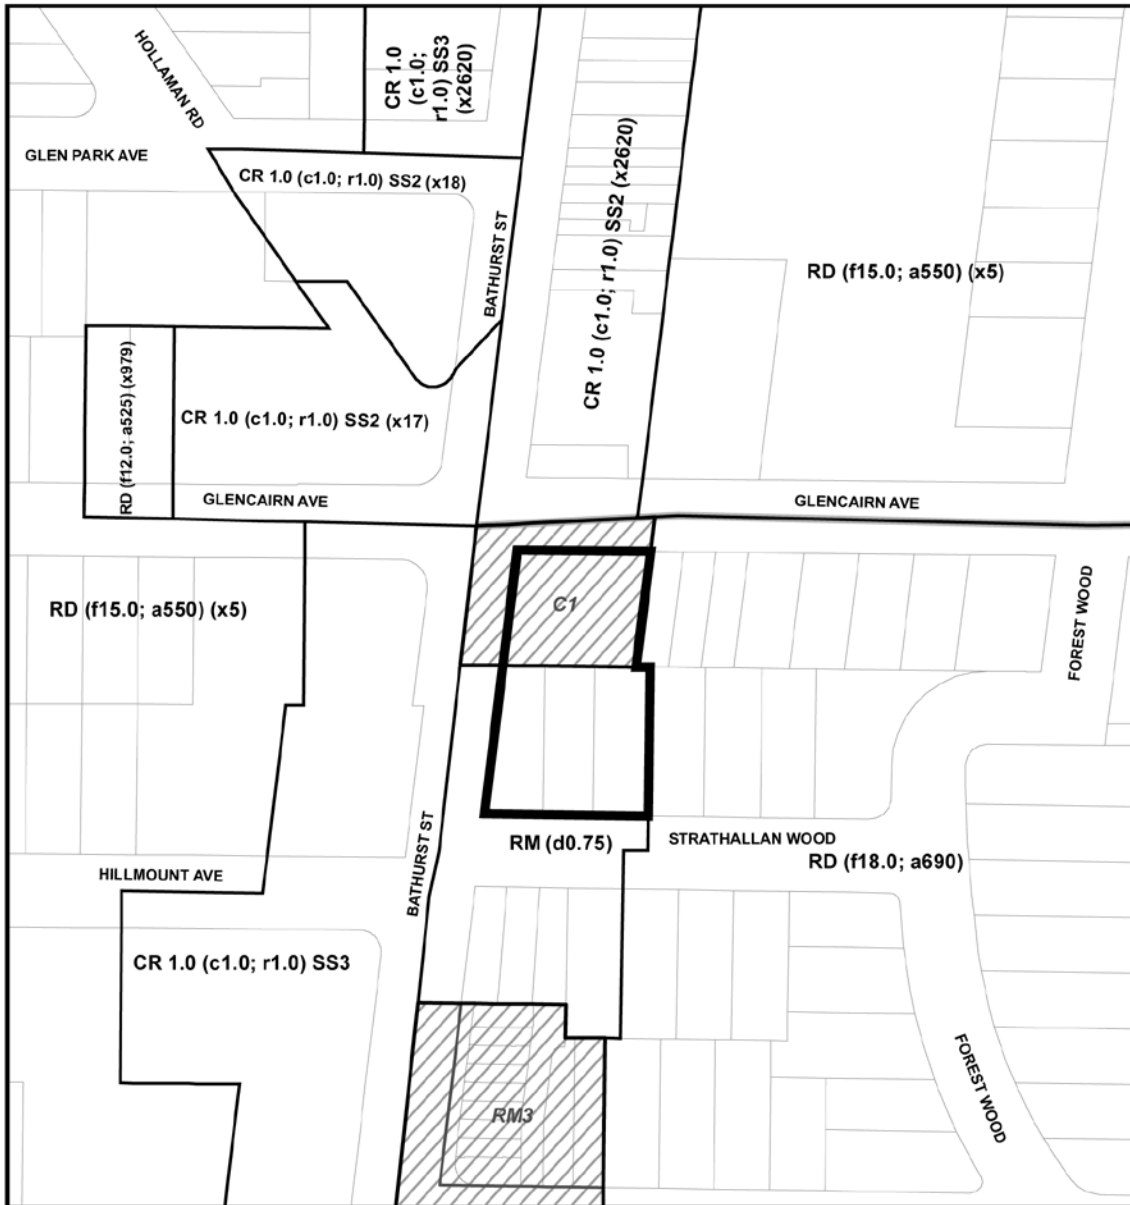 HOLLAMAN RD
CR 1.0
(c1.0;
r1.0) SS3
(x2620)
GLEN PARK AVE
CR 1.0 (c1.0; r1.0) SS2 (x18)
BATHURST ST
CR 1.0 (c1.0; r1.0) SS2 (x2620)
RD (f15.0; a550) (x5)
RD (f12.0; a525) (x979)
CR 1.0 (c1.0; r1.0) SS2 (x17)
GLENCAIRN AVE
GLENCAIRN AVE
C1
RD (f15.0; a550) (x5)
FOREST WOOD
BATHURST ST
RM (d0.75)
STRATHALLAN WOOD
RD (f18.0; a690)
HILLMOUNT AVE
CR 1.0 (c1.0; r1.0) SS3
FOREST WOOD
RM3